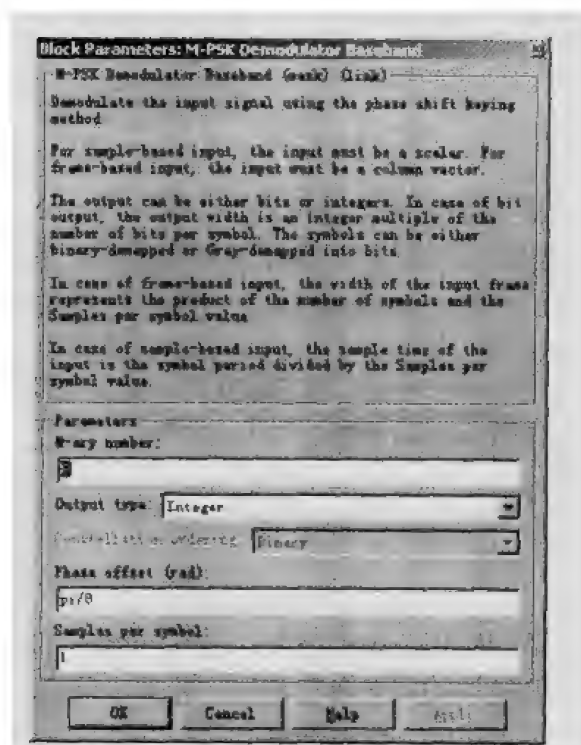 Block Parameters: M-PSK Demodulator Baseband
M-PSK Demodulator Baseband (mask) (link)
Demodulate the input signal using the phase shift keying
method
For sample-based input, the input must be a scalar. For
frame-based input, the input must be a column vector.
The output can be either bits or integers. In case of bit
output, the output width is an integer multiple of the
number of bits per symbol. The symbols can be either
binary-demapped or Gray-demapped into bits.
In case of frame-based input, the width of the input frame
represents the product of the number of symbols and the
Samples per symbol value
In case of sample-based input, the sample time of the
input is the symbol period divided by the Samples per
symbol value.
Parameters
M-ary number:
Output type: Integer
Constellation ordering Binary
Phase offset (rad):
pi/8
Samples per symbol:
1
OK Cancel Help Apply